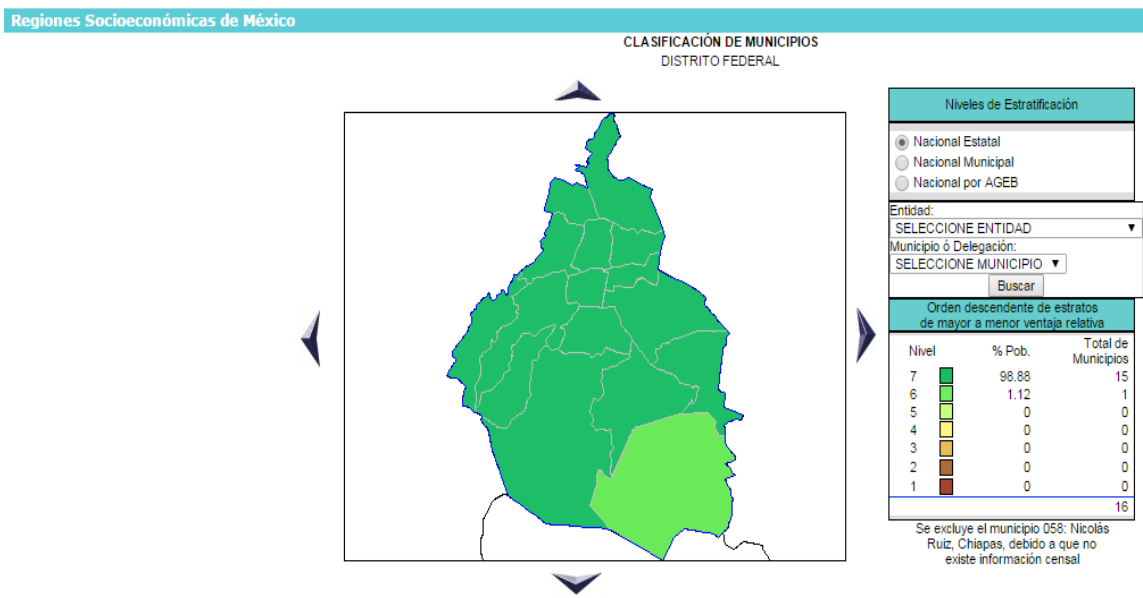 Regiones Socioeconómicas de México
CLASIFICACIÓN DE MUNICIPIOS
DISTRITO FEDERAL
Niveles de Estratificación
Nacional Estatal
Nacional Municipal
Nacional por AGEB
Entidad:
SELECCIONE ENTIDAD
Municipio ó Delegación:
SELECCIONE MUNICIPIO
Buscar
Orden descendente de estratos
de mayor a menor ventaja relativa
Nivel % Pob. Total de Municipios
7 98.88 15
6 1.12 1
5 0 0
4 0 0
3 0 0
2 0 0
1 0 0
16
Se excluye el municipio 058: Nicolás
Ruiz, Chiapas, debido a que no
existe información censal